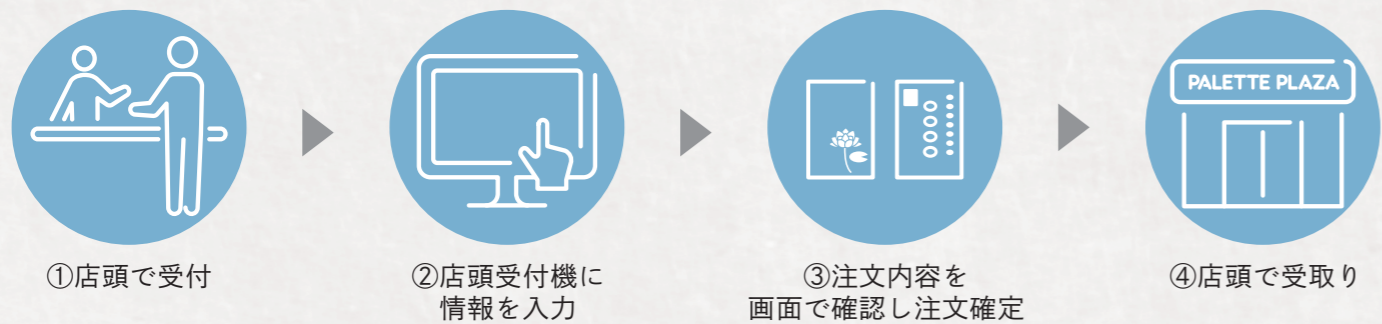 PALETTE PLAZA
①店頭で受付
②店頭受付機に
情報を入力
③注文内容を
画面で確認し注文確定
④店頭で受取り